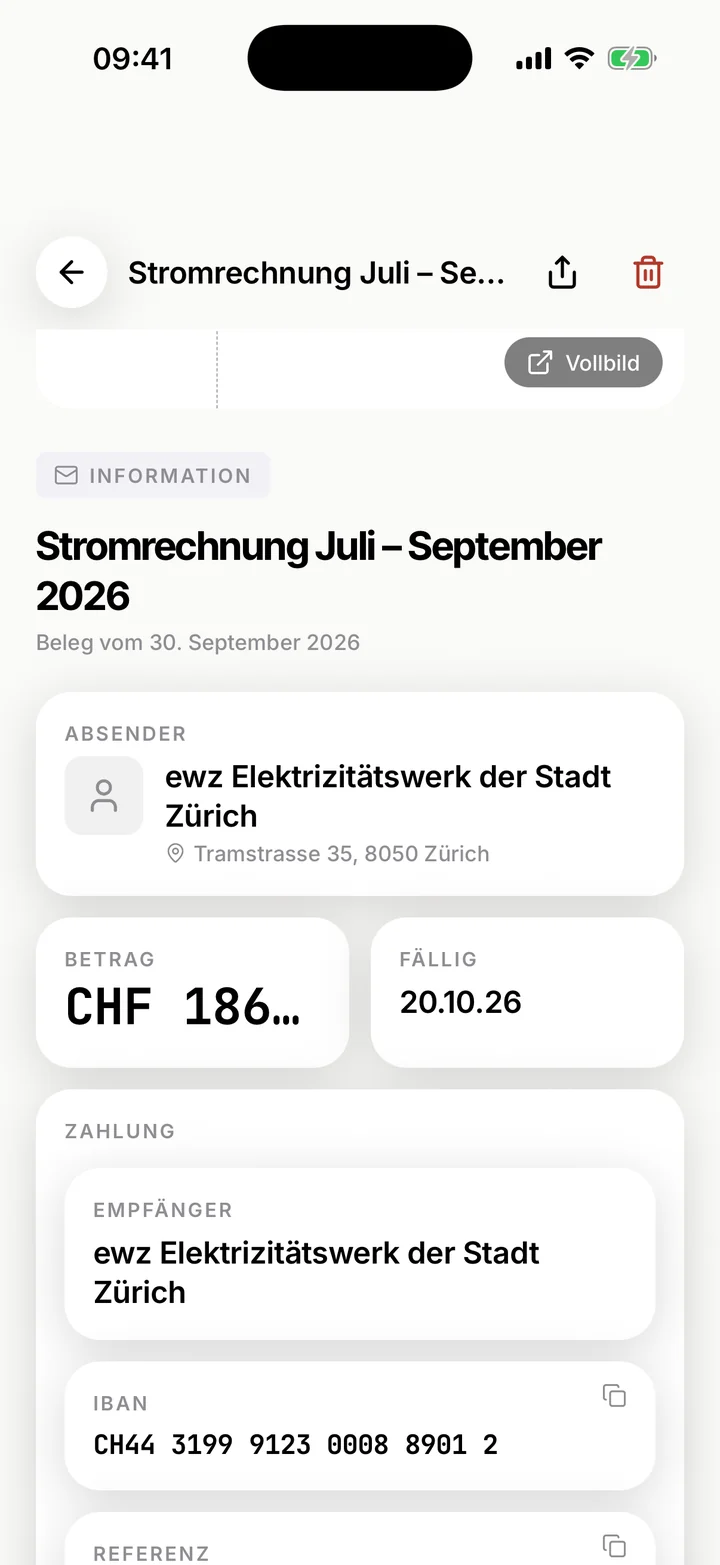 09:41
Stromrechnung Juli – Se...
Vollbild
INFORMATION
Stromrechnung Juli – September
2026
Beleg vom 30. September 2026
ABSENDER
ewz Elektrizitätswerk der Stadt
Zürich
Tramstrasse 35, 8050 Zürich
BETRAG
CHF 186…
FÄLLIG
20.10.26
ZAHLUNG
EMPFÄNGER
ewz Elektrizitätswerk der Stadt
Zürich
IBAN
CH44 3199 9123 0008 8901 2
REFERENZ